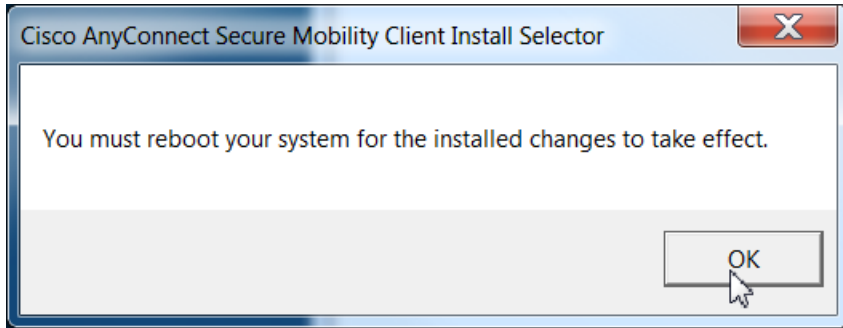 Cisco AnyConnect Secure Mobility Client Install Selector
You must reboot your system for the installed changes to take effect.
OK